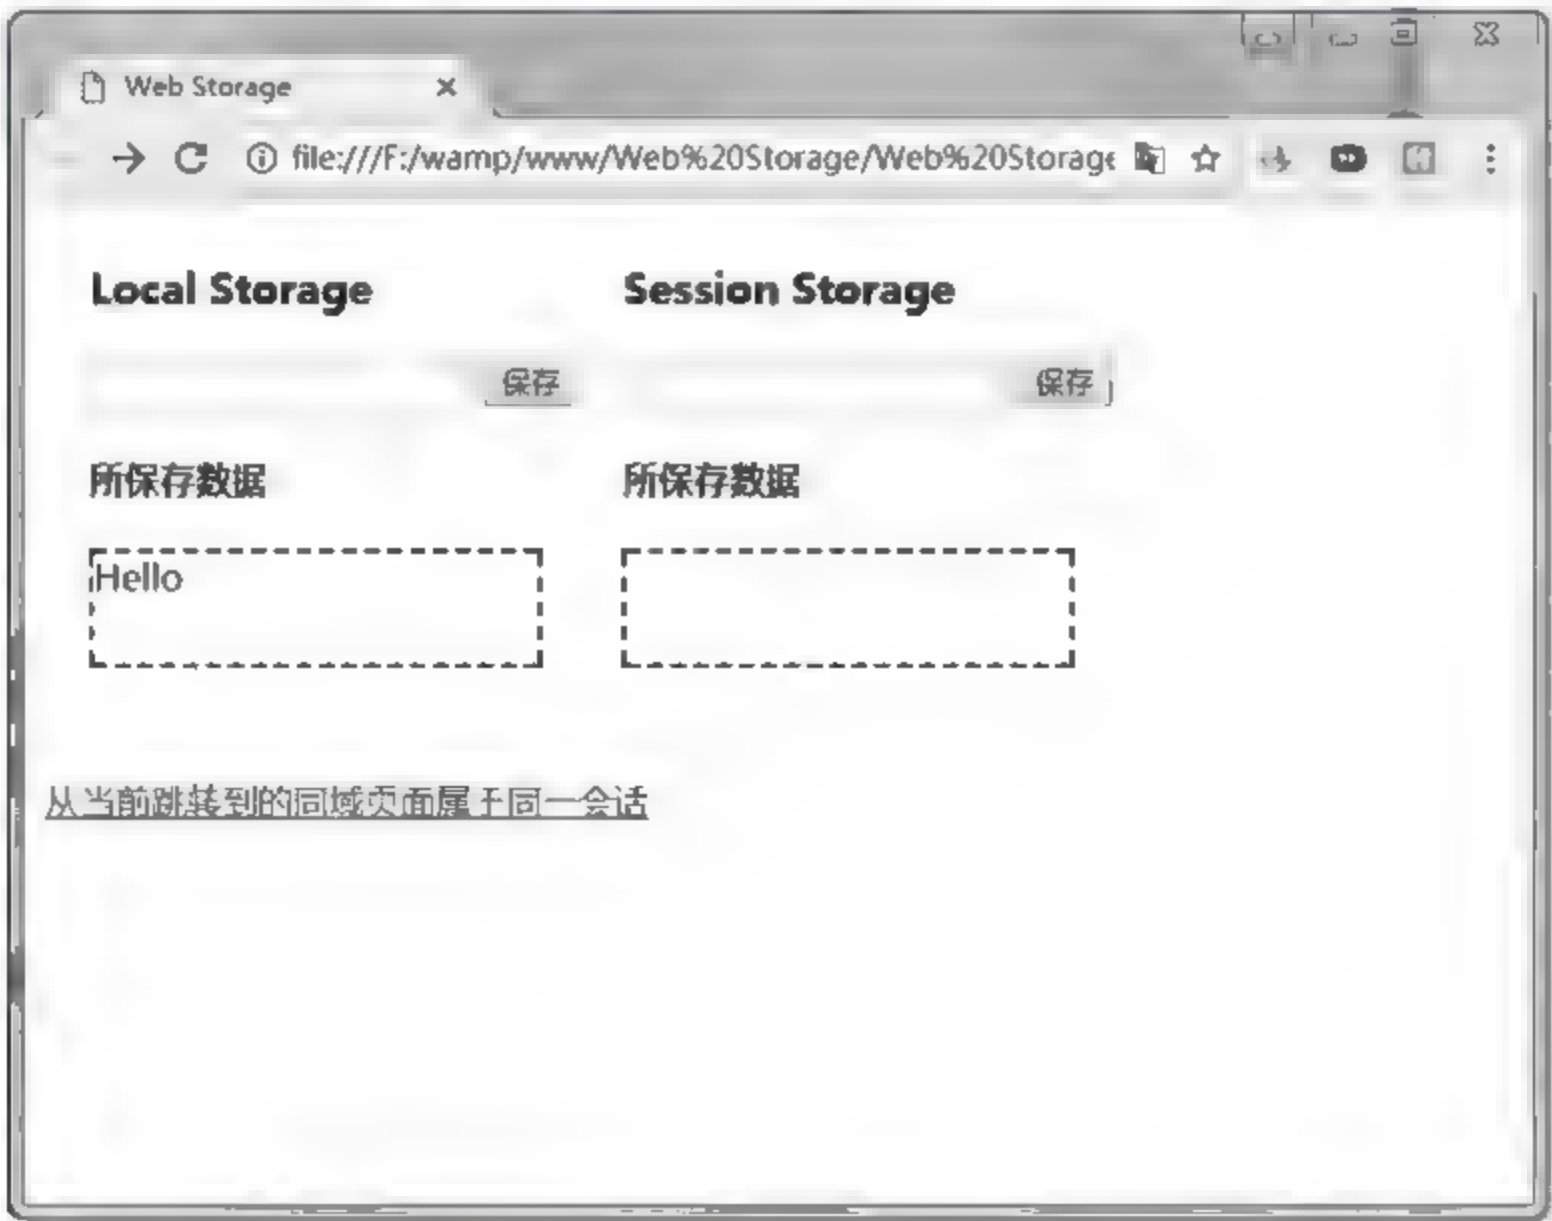 Web Storage
file:///F:/wamp/www/Web%20Storage/Web%20Storage
Local Storage
Session Storage
保存
保存
所保存数据
所保存数据
Hello
从当前跳转到的同域页面属于同一会话